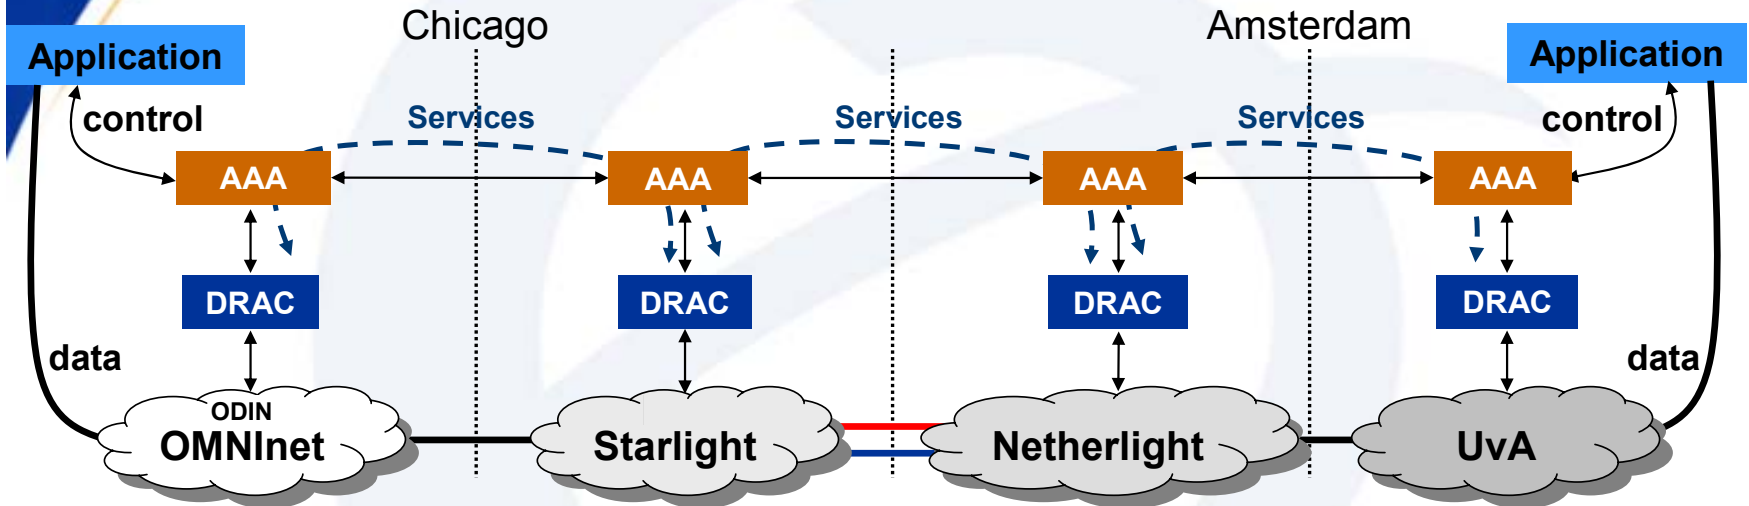 Chicago
Amsterdam
Application
Application
control
Services
Services
Services
control
AAA
AAA
AAA
AAA
DRAC
DRAC
DRAC
DRAC
data
data
ODIN
OMNInet
Starlight
Netherlight
UvA